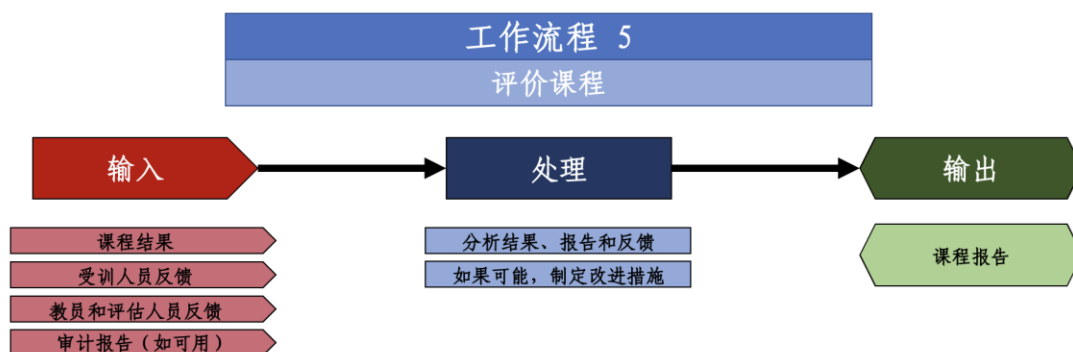 工作流程 5
评价课程
输入
处理
输出
课程结果
受训人员反馈
教员和评估人员反馈
审计报告（如可用）
分析结果、报告和反馈
如果可能，制定改进措施
课程报告